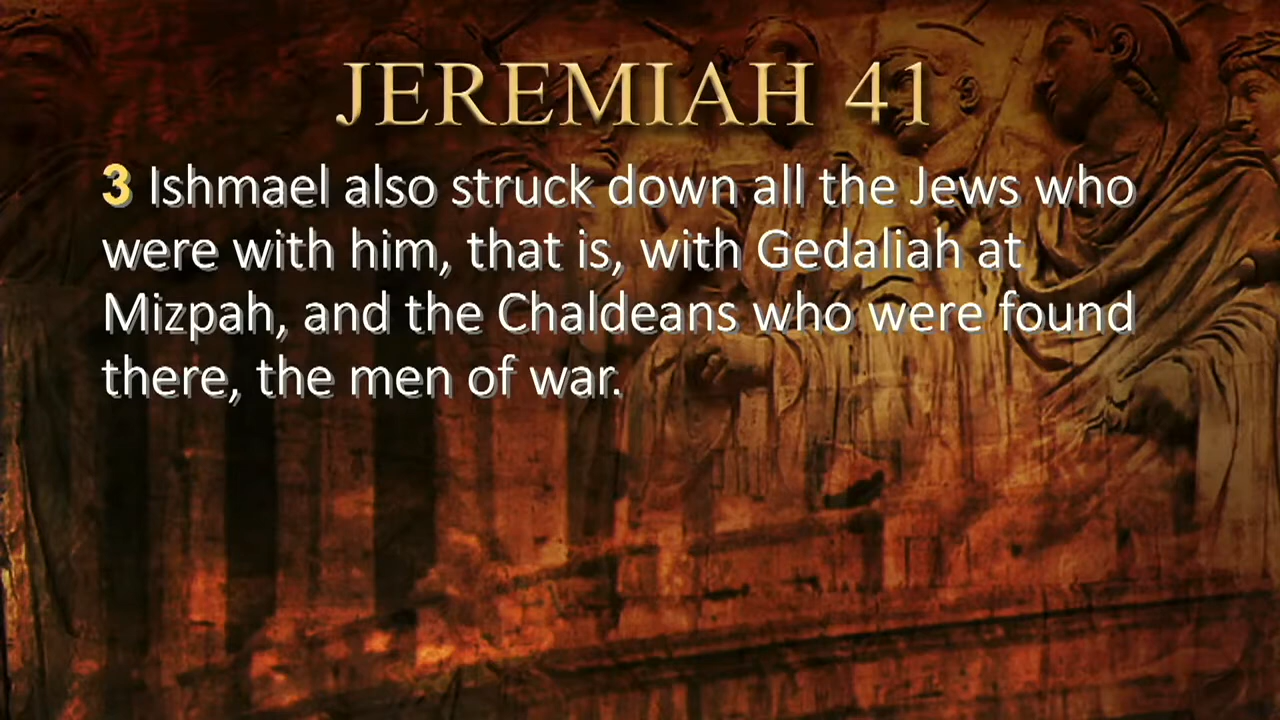 JEREMIAH 41
3 Ishmael also struck down all the Jews who
were with him, that is, with Gedaliah at
Mizpah, and the Chaldeans who were found
there, the men of war.